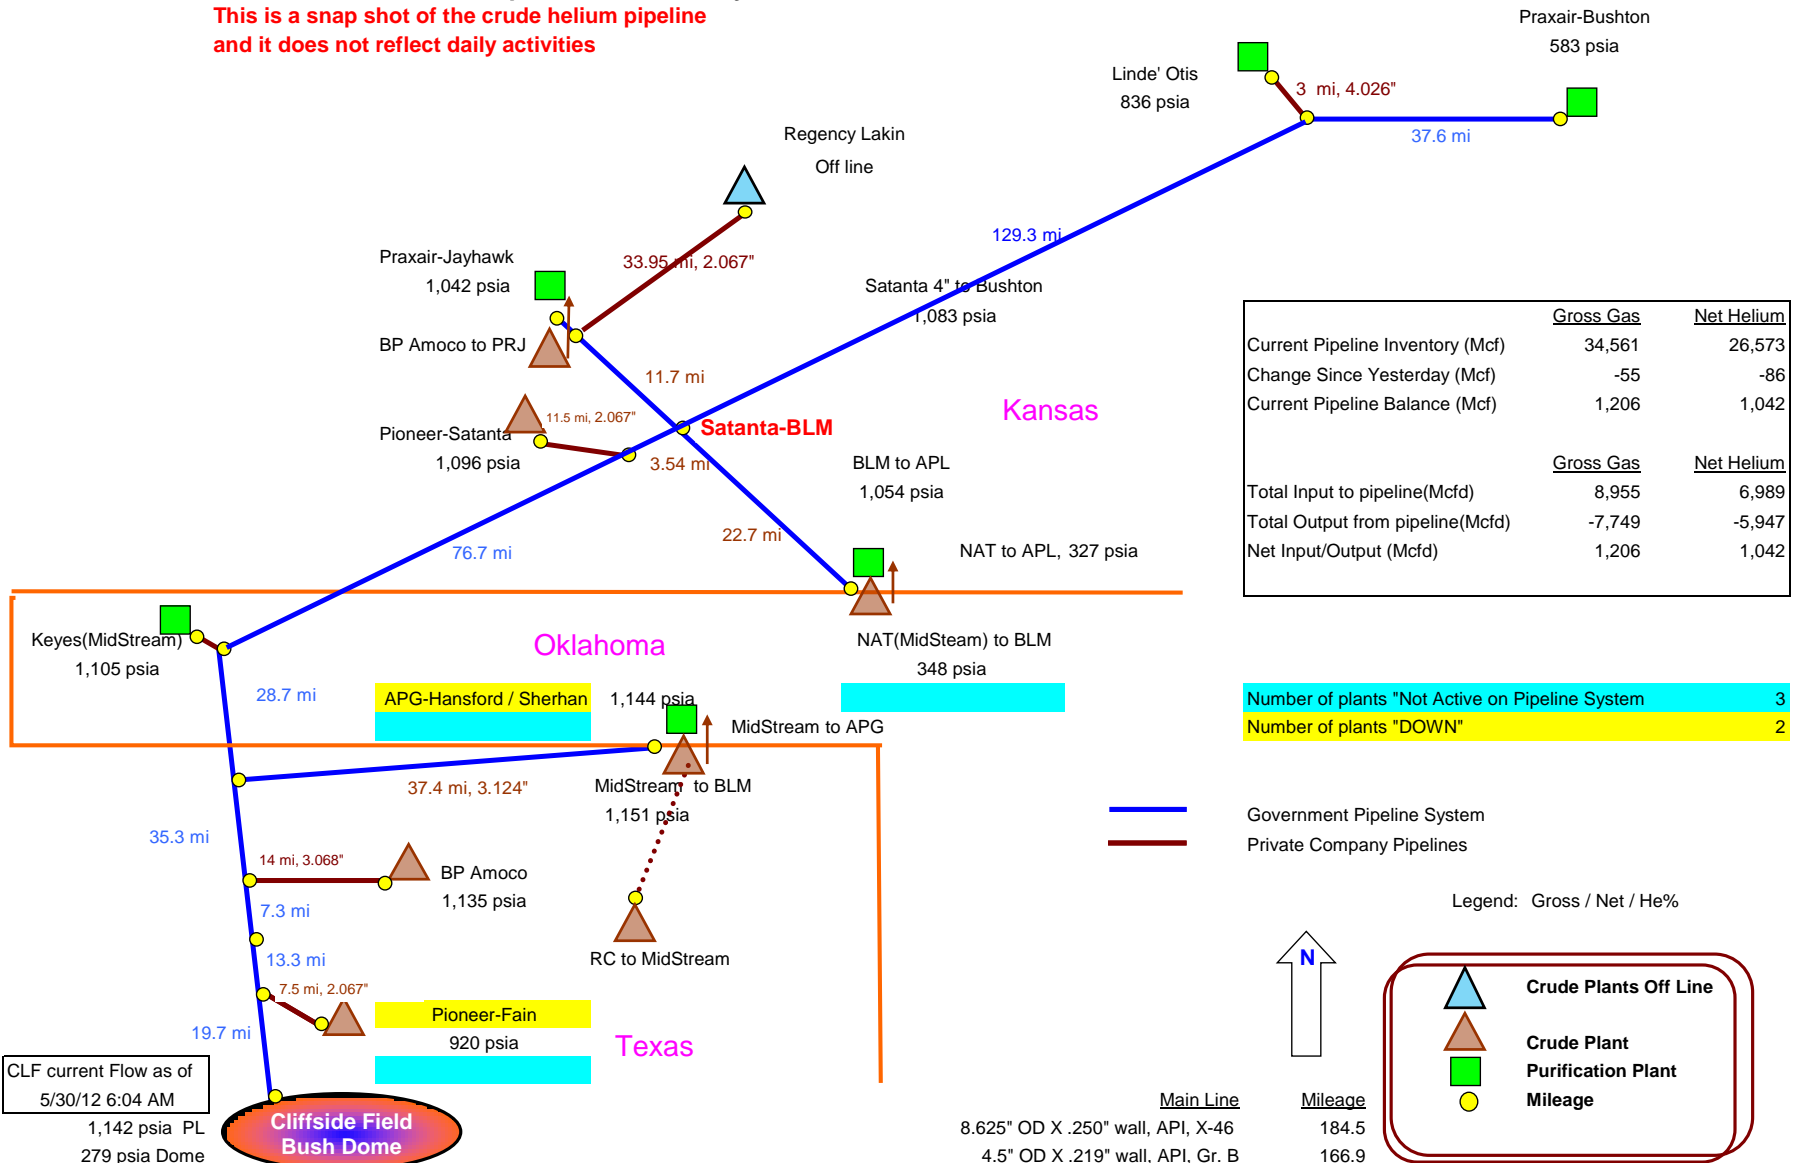 This is a snap shot of the crude helium pipeline
and it does not reflect daily activities
Praxair-Bushton
583 psia
Linde' Otis
836 psia
3 mi, 4.026"
37.6 mi
Regency Lakin
Off line
129.3 mi
Praxair-Jayhawk
1,042 psia
33.95 mi, 2.067"
Satanta 4" to Bushton
1,083 psia
BP Amoco to PRJ
11.7 mi
Kansas
11.5 mi, 2.067"
Pioneer-Satanta
1,096 psia
Satanta-BLM
3.54 mi
BLM to APL
1,054 psia
22.7 mi
76.7 mi
NAT to APL, 327 psia
Gross Gas Net Helium
Current Pipeline Inventory (Mcf) 34,561 26,573
Change Since Yesterday (Mcf) -55 -86
Current Pipeline Balance (Mcf) 1,206 1,042
Gross Gas Net Helium
Total Input to pipeline(Mcfd) 8,955 6,989
Total Output from pipeline(Mcfd) -7,749 -5,947
Net Input/Output (Mcfd) 1,206 1,042
Keyes(MidStream)
1,105 psia
Oklahoma
NAT(MidSteam) to BLM
348 psia
28.7 mi
APG-Hansford / Sherhan 1,144 psia
MidStream to APG
Number of plants "Not Active on Pipeline System 3
Number of plants "DOWN" 2
37.4 mi, 3.124"
MidStream to BLM
1,151 psia
Government Pipeline System
Private Company Pipelines
35.3 mi
14 mi, 3.068"
BP Amoco
1,135 psia
7.3 mi
13.3 mi
RC to MidStream
7.5 mi, 2.067"
Pioneer-Fain
920 psia
19.7 mi
Texas
Legend: Gross / Net / He%
N
Crude Plants Off Line
Crude Plant
Purification Plant
Mileage
CLF current Flow as of
5/30/12 6:04 AM
1,142 psia PL
279 psia Dome
Cliffside Field
Bush Dome
Main Line Mileage
8.625" OD X .250" wall, API, X-46 184.5
4.5" OD X .219" wall, API, Gr. B 166.9